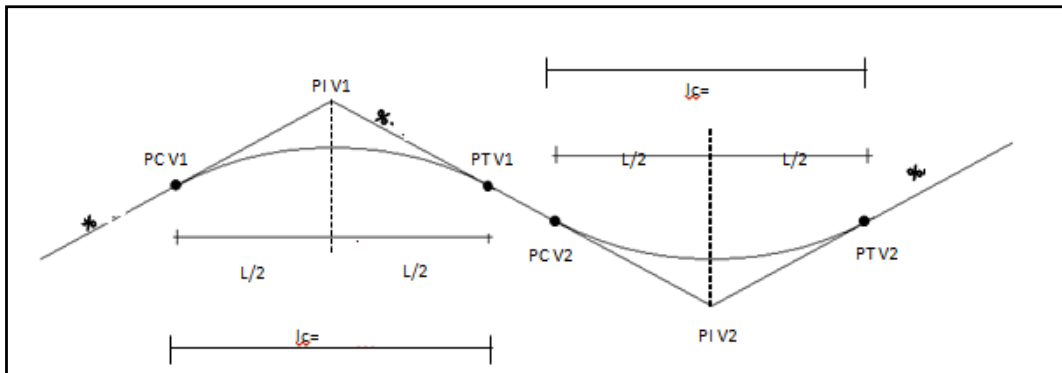 lc=
PI V1
%.
PC V1
PT V1
L/2
L/2
%
%
L/2
L/2
PC V2
PT V2
lc=
PI V2